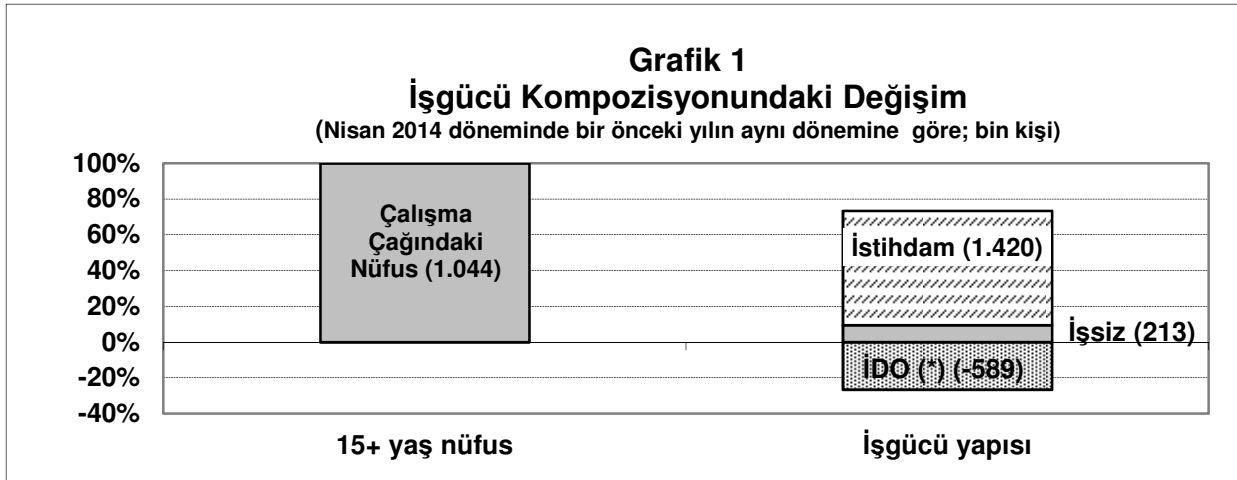 Grafik 1
İşgücü Kompozisyonundaki Değişim
(Nisan 2014 döneminde bir önceki yılın aynı dönemine  göre; bin kişi)
100%
80%
60%
40%
20%
0%
-20%
-40%
Çalışma
Çağındaki
Nüfus (1.044)
İstihdam (1.420)
İşsiz (213)
İDO (*) (-589)
15+ yaş nüfus
İşgücü yapısı